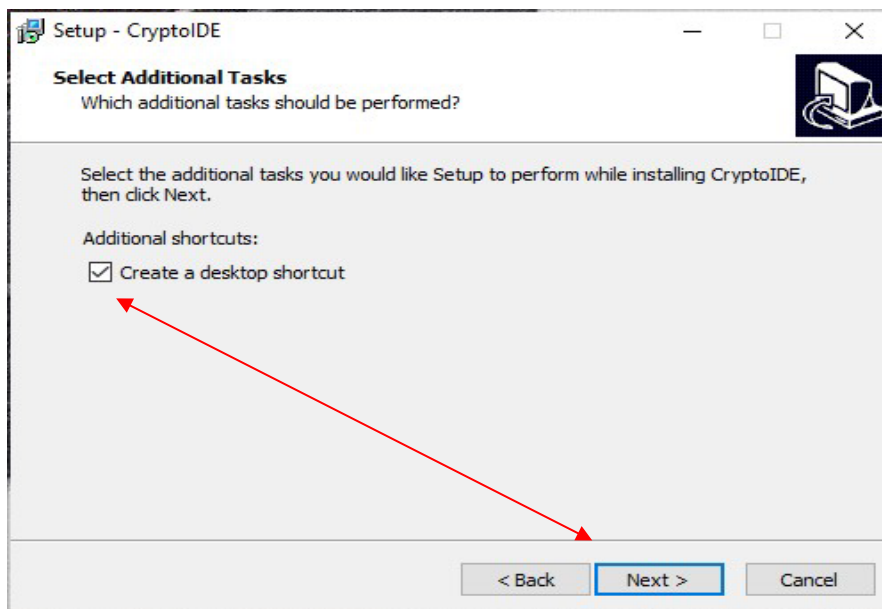 Setup - CryptoIDE
Select Additional Tasks
Which additional tasks should be performed?
Select the additional tasks you would like Setup to perform while installing CryptoIDE,
then click Next.
Additional shortcuts:
Create a desktop shortcut
< Back Next > Cancel